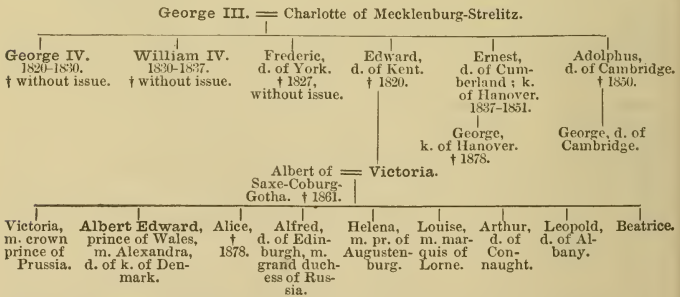 George III. = Charlotte of Mecklenburg-Strelitz.
George IV.
1820-1830.
† without issue.
William IV.
1830-1837.
† without issue.
Frederic,
d. of York.
† 1827,
without issue.
Edward,
d. of Kent.
† 1820.
Ernest,
d. of Cum-
berland; k.
of Hanover.
1837-1851.
Adolphus,
d. of Cambridge.
† 1850.
George,
k. of Hanover.
† 1878.
George, d. of
Cambridge.
Albert of = Victoria.
Saxe-Coburg-
Gotha. † 1861.
Victoria,
m. crown
prince of
Prussia.
Albert Edward,
prince of Wales,
m. Alexandra,
d. of k. of Den-
mark.
Alice,
†
1878.
Alfred,
d. of Edin-
burgh, m.
grand duch-
ess of Rus-
sia.
Helena,
m. pr. of
Augusten-
burg.
Louise,
m. mar-
quis of
Lorne.
Arthur,
d. of
Con-
naught.
Leopold,
d. of Al-
bany.
Beatrice.